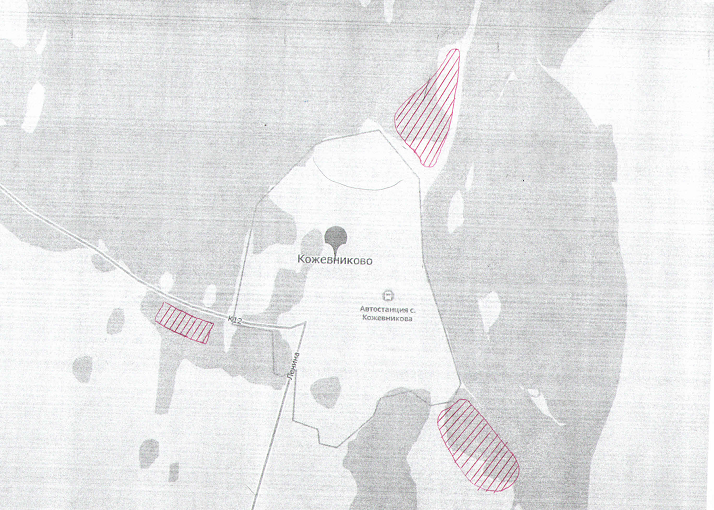 Кожевниково
Автостанция с.
Кожевникова
К12
Ленина